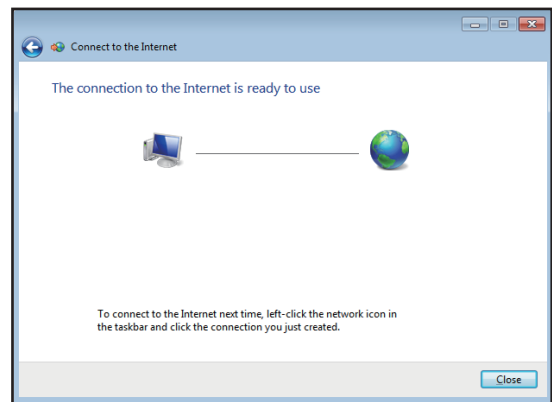 Connect to the Internet
The connection to the Internet is ready to use
To connect to the Internet next time, left-click the network icon in
the taskbar and click the connection you just created.
Close